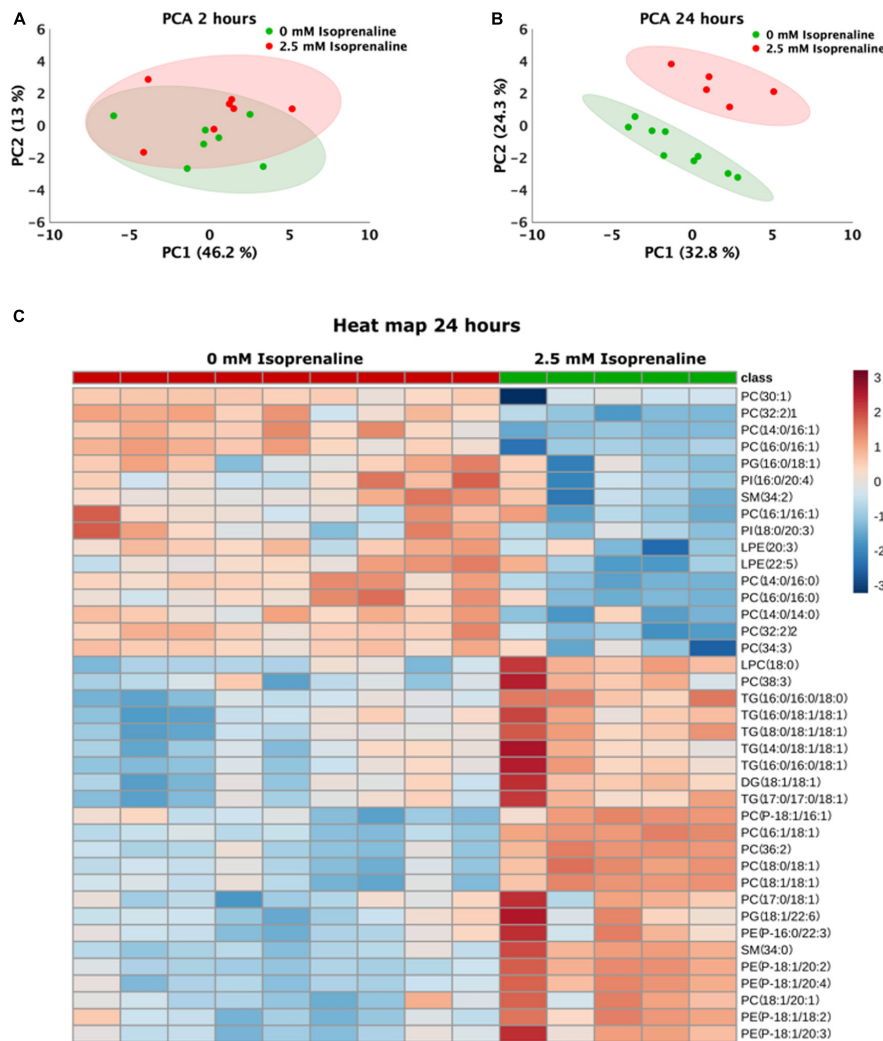 A
PCA 2 hours
0 mM Isoprenaline
2.5 mM Isoprenaline
6
4
2
0
−2
−4
−6
PC2 (13 %)
−10
−5
0
5
10
PC1 (46.2 %)
B
PCA 24 hours
0 mM Isoprenaline
2.5 mM Isoprenaline
6
4
2
0
−2
−4
−6
PC2 (24.3 %)
−10
−5
0
5
10
PC1 (32.8 %)
C
Heat map 24 hours
0 mM Isoprenaline
2.5 mM Isoprenaline
class
PC(30:1)
PC(32:2)1
PC(14:0/16:1)
PC(16:0/16:1)
PG(16:0/18:1)
PI(16:0/20:4)
SM(34:2)
PC(16:1/16:1)
PI(18:0/20:3)
LPE(20:3)
LPE(22:5)
PC(14:0/16:0)
PC(16:0/16:0)
PC(14:0/14:0)
PC(32:2)2
PC(34:3)
LPC(18:0)
PC(38:3)
TG(16:0/16:0/18:0)
TG(16:0/18:1/18:1)
TG(18:0/18:1/18:1)
TG(14:0/18:1/18:1)
TG(16:0/16:0/18:1)
DG(18:1/18:1)
TG(17:0/17:0/18:1)
PC(P-18:1/16:1)
PC(16:1/18:1)
PC(36:2)
PC(18:0/18:1)
PC(18:1/18:1)
PC(17:0/18:1)
PG(18:1/22:6)
PE(P-16:0/22:3)
SM(34:0)
PE(P-18:1/20:2)
PE(P-18:1/20:4)
PC(18:1/20:1)
PE(P-18:1/18:2)
PE(P-18:1/20:3)
3
2
1
0
-1
-2
-3